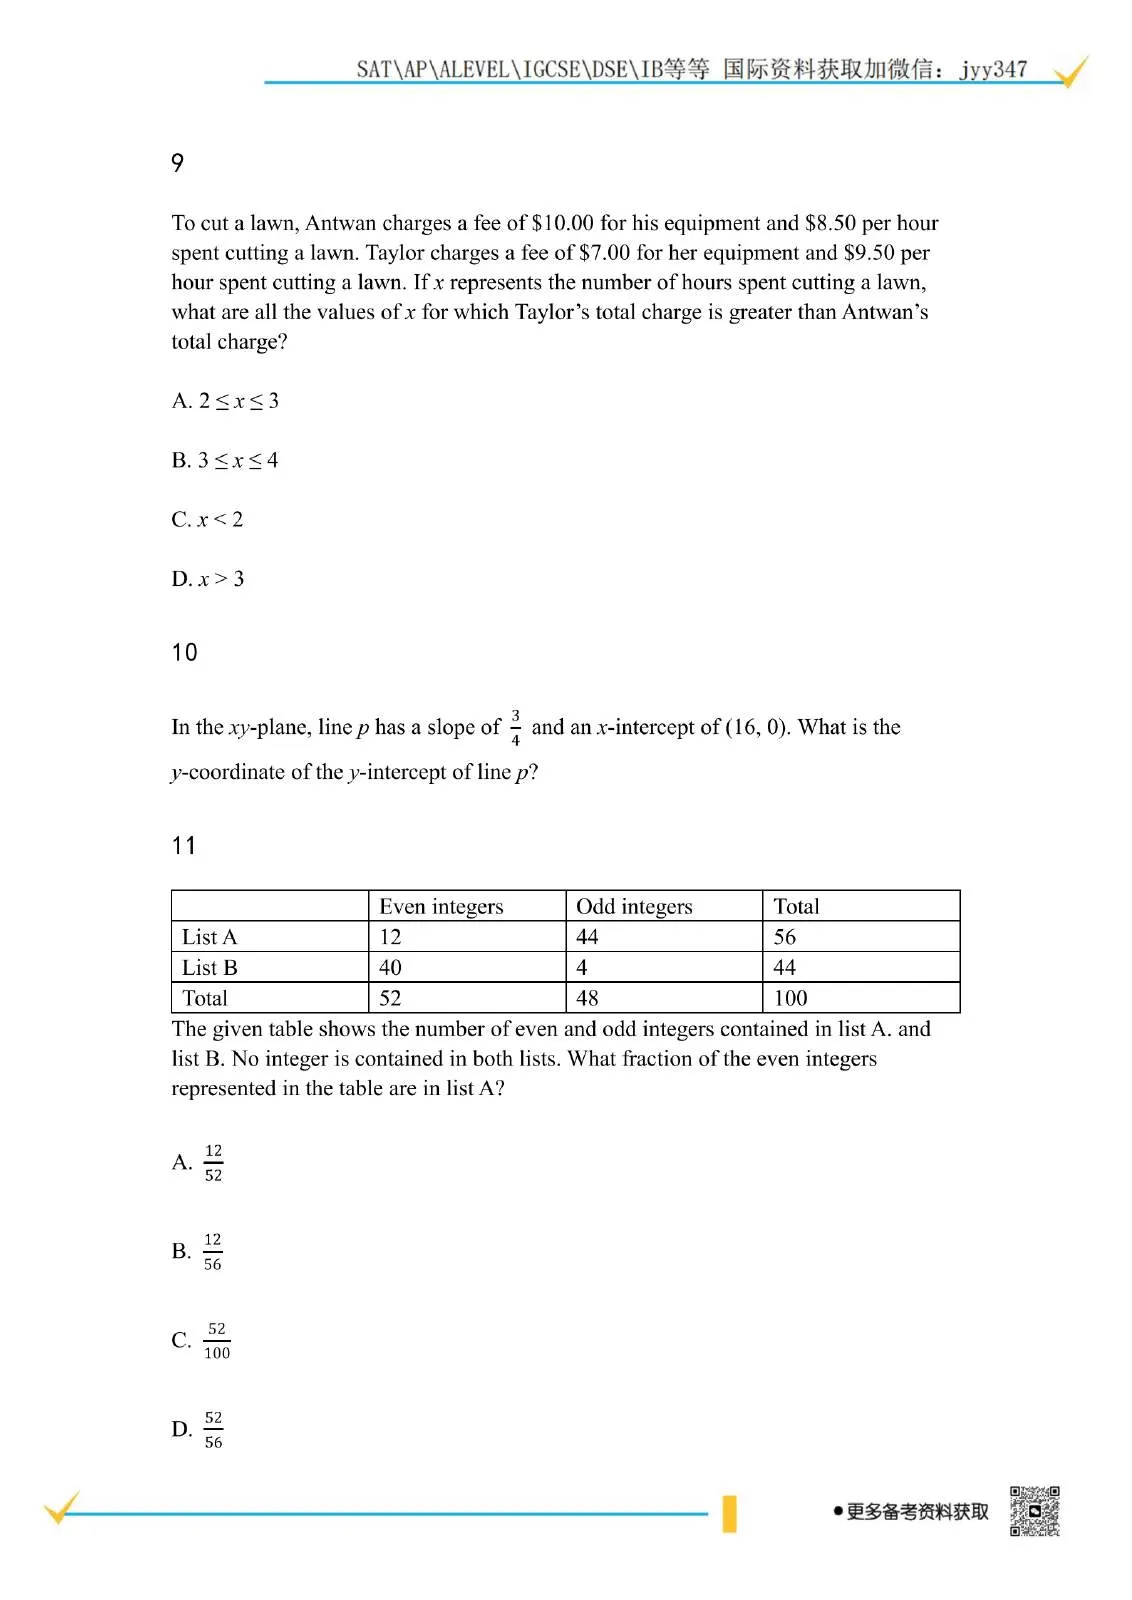 SAT\AP\ALEVEL\IGCSE\DSE\IB等等 国际资料获取加微信：jyy347
9
To cut a lawn, Antwan charges a fee of $10.00 for his equipment and $8.50 per hour
spent cutting a lawn. Taylor charges a fee of $7.00 for her equipment and $9.50 per
hour spent cutting a lawn. If x represents the number of hours spent cutting a lawn,
what are all the values of x for which Taylor's total charge is greater than Antwan's
total charge?
A. 2 ≤ x ≤ 3
B. 3 ≤ x ≤ 4
C. x < 2
D. x > 3
10
In the xy-plane, line p has a slope of 3/4 and an x-intercept of (16, 0). What is the
y-coordinate of the y-intercept of line p?
11
Even integers Odd integers Total
List A 12 44 56
List B 40 4 44
Total 52 48 100
The given table shows the number of even and odd integers contained in list A. and
list B. No integer is contained in both lists. What fraction of the even integers
represented in the table are in list A?
A. 12/52
B. 12/56
C. 52/100
D. 52/56
●更多备考资料获取